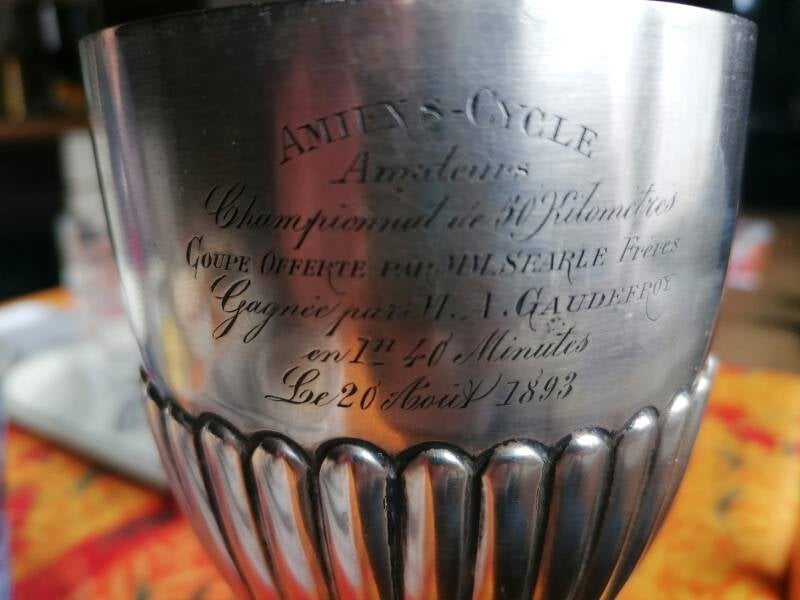 AMIENS-CYCLE
Amateurs
Championnat de 50 Kilomètres
COUPE OFFERTE PAR MM. SEARLE Frères
Gagnée par M. A. GAUDEFROY
en 1H 40 Minutes
Le 20 Août 1893